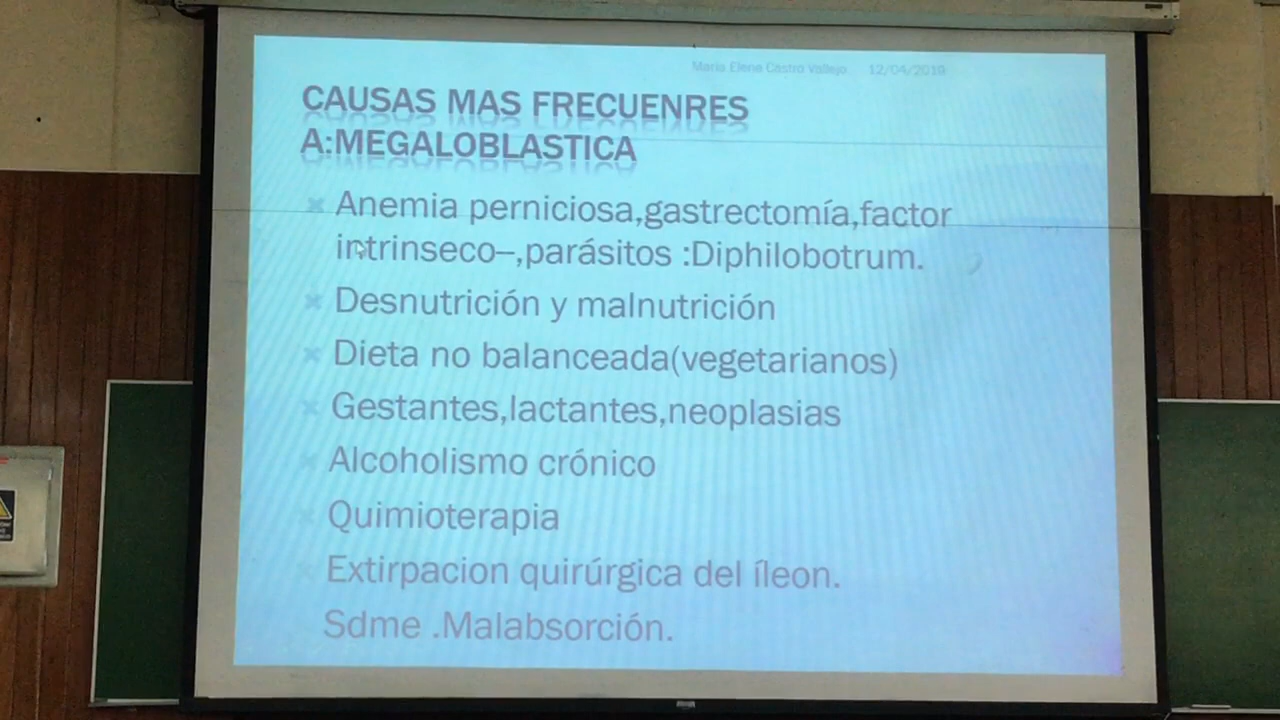 Maria Elena Castro Vallejo 12/04/2019
CAUSAS MAS FRECUENRES
A:MEGALOBLASTICA
Anemia perniciosa,gastrectomía,factor
intrinseco–,parásitos :Diphilobotrum.
Desnutrición y malnutrición
Dieta no balanceada(vegetarianos)
Gestantes,lactantes,neoplasias
Alcoholismo crónico
Quimioterapia
Extirpacion quirúrgica del íleon.
Sdme .Malabsorción.